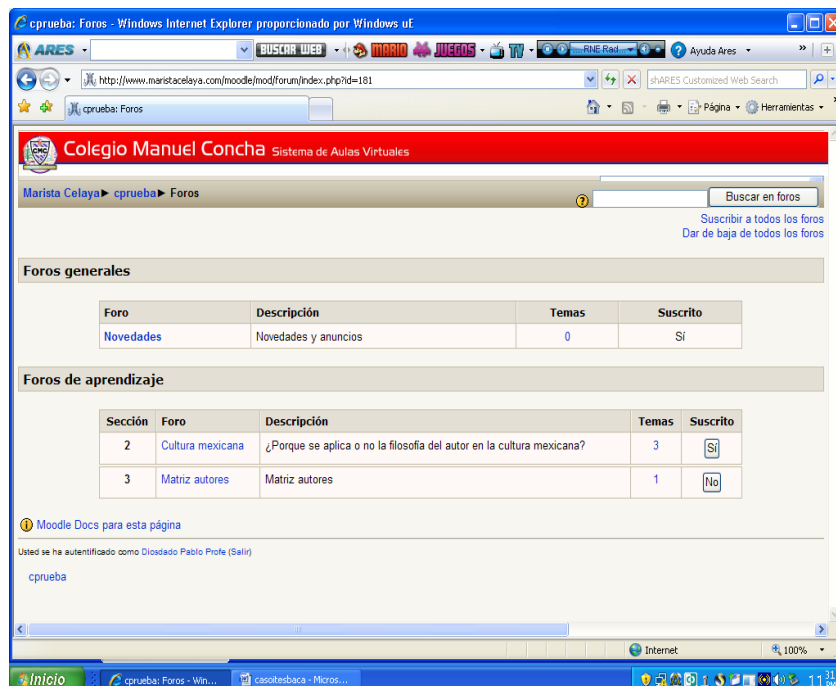 cprueba: Foros - Windows Internet Explorer proporcionado por Windows uE
ARES BUSCAR WEB MARIO JUEGOS TV RNE Rad... Ayuda Ares »
http://www.maristacelaya.com/moodle/mod/forum/index.php?id=181 shARES Customized Web Search
cprueba: Foros Página Herramientas
CMC Colegio Manuel Concha Sistema de Aulas Virtuales
Marista Celaya► cprueba► Foros ? Buscar en foros
Suscribir a todos los foros
Dar de baja de todos los foros
Foros generales
Foro Descripción Temas Suscrito
Novedades Novedades y anuncios 0 Sí
Foros de aprendizaje
Sección Foro Descripción Temas Suscrito
2 Cultura mexicana ¿Porque se aplica o no la filosofía del autor en la cultura mexicana? 3 Sí
3 Matriz autores Matriz autores 1 No
Moodle Docs para esta página
Usted se ha autentificado como Diosdado Pablo Profe (Salir)
cprueba
Internet 100%
Inicio cprueba: Foros - Win... casoitesbaca - Micros... 11:31